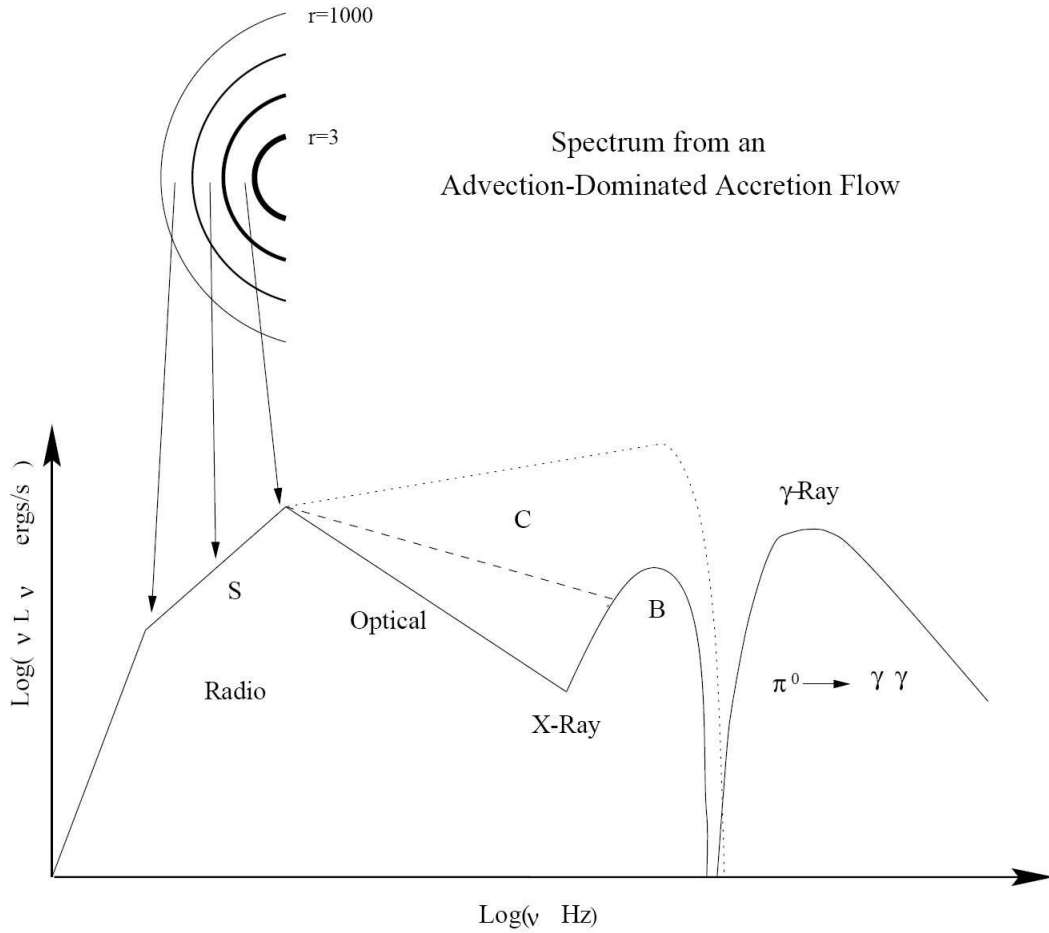 r=1000
r=3
Spectrum from an
Advection-Dominated Accretion Flow
Log( ν L ν ergs/s )
γ-Ray
C
S
B
Optical
Radio
π⁰ → γ γ
X-Ray
Log(ν Hz)